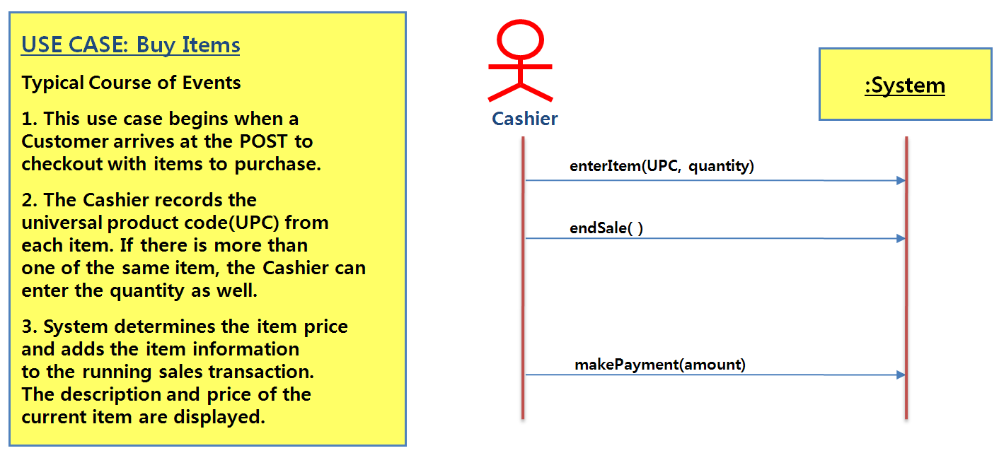 USE CASE: Buy Items
Typical Course of Events
1. This use case begins when a
Customer arrives at the POST to
checkout with items to purchase.
2. The Cashier records the
universal product code(UPC) from
each item. If there is more than
one of the same item, the Cashier can
enter the quantity as well.
3. System determines the item price
and adds the item information
to the running sales transaction.
The description and price of the
current item are displayed.
Cashier
:System
enterItem(UPC, quantity)
endSale( )
makePayment(amount)